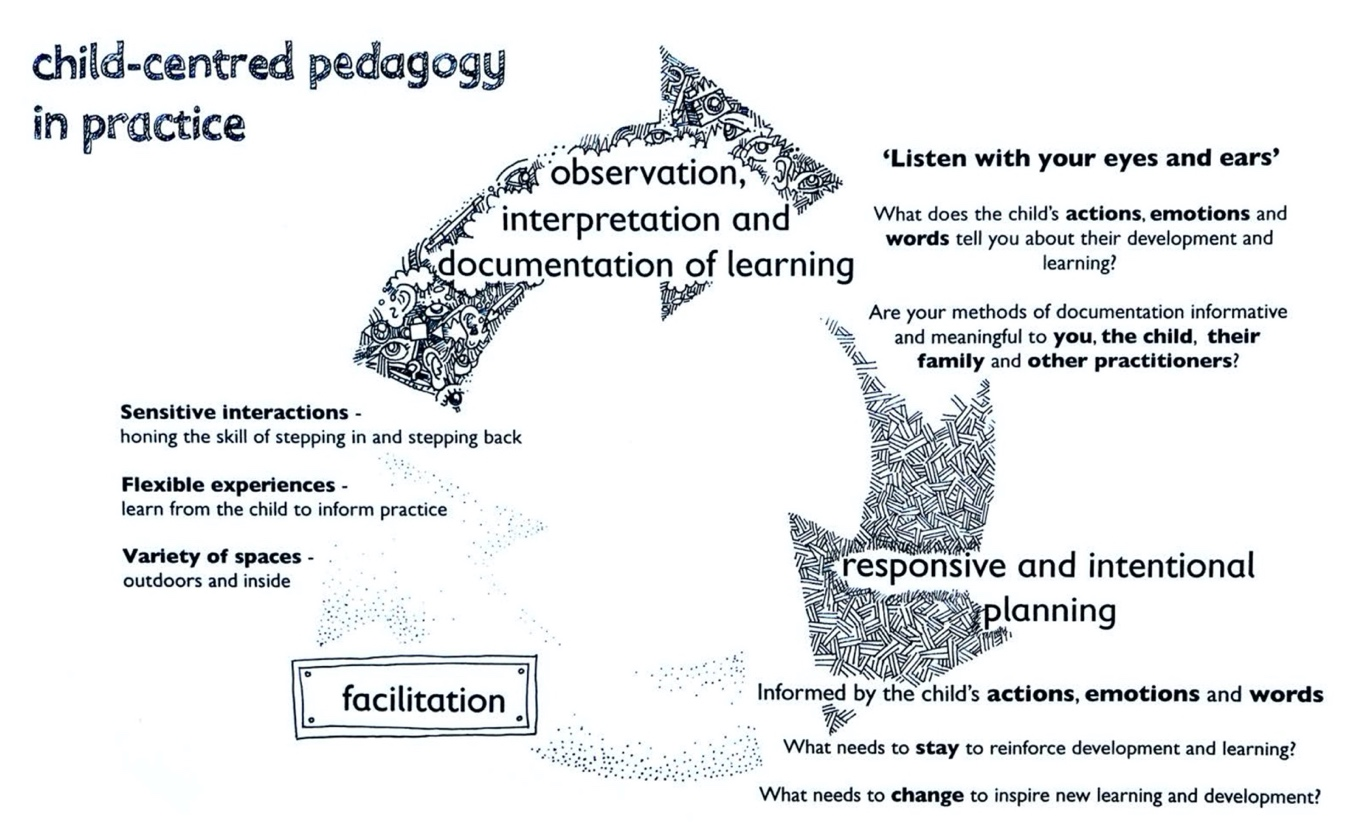 child-centred pedagogy
in practice
observation,
interpretation and
documentation of learning
'Listen with your eyes and ears'
What does the child's actions, emotions and
words tell you about their development and
learning?
Are your methods of documentation informative
and meaningful to you, the child, their
family and other practitioners?
responsive and intentional
planning
Informed by the child's actions, emotions and words
What needs to stay to reinforce development and learning?
What needs to change to inspire new learning and development?
facilitation
Sensitive interactions -
honing the skill of stepping in and stepping back
Flexible experiences -
learn from the child to inform practice
Variety of spaces -
outdoors and inside